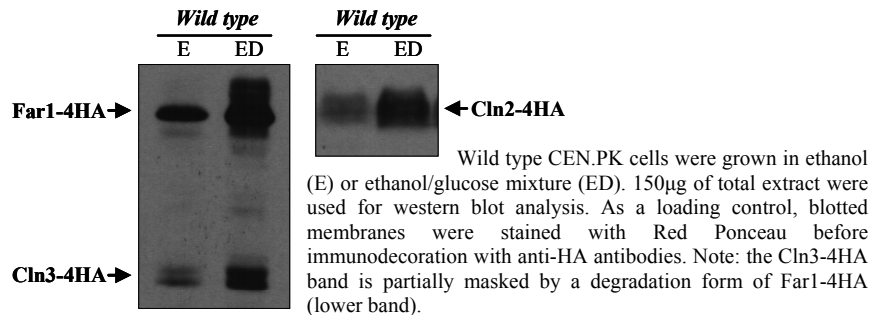 Wild type
Wild type
E ED
E ED
Far1-4HA
Cln2-4HA
Cln3-4HA
Wild type CEN.PK cells were grown in ethanol
(E) or ethanol/glucose mixture (ED). 150µg of total extract were
used for western blot analysis. As a loading control, blotted
membranes were stained with Red Ponceau before
immunodecoration with anti-HA antibodies. Note: the Cln3-4HA
band is partially masked by a degradation form of Far1-4HA
(lower band).